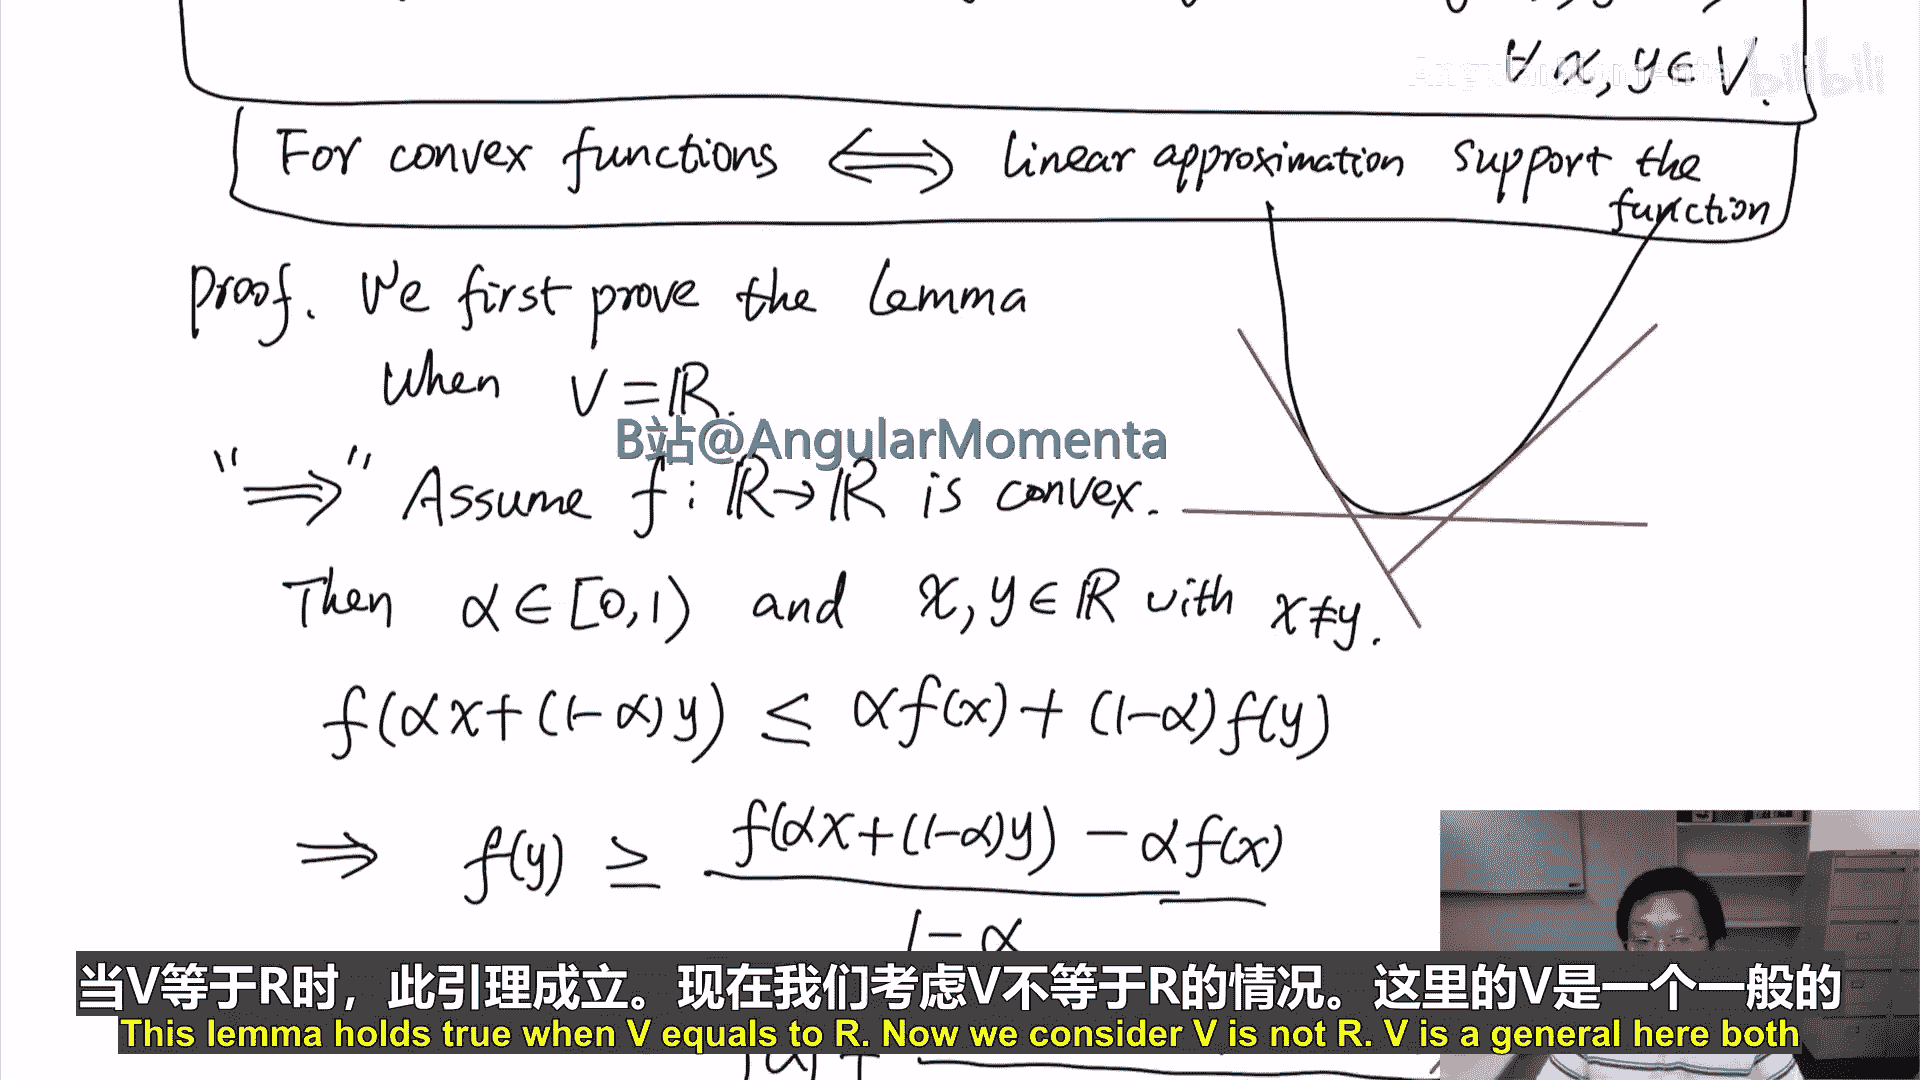 ∀ x, y ∈ V.
AngularMomenta bilibili
For convex functions ⟺ linear approximation support the
function
Proof. We first prove the Lemma
When V = ℝ.
B站@AngularMomenta
"⟹" Assume f: ℝ→ℝ is convex.
Then α ∈ [0,1) and x, y ∈ ℝ with x≠y.
f(αx+(1-α)y) ≤ αf(x)+(1-α)f(y)
⟹ f(y) ≥ f(αx+(1-α)y) - αf(x)
1-α
当V等于R时，此引理成立。现在我们考虑V不等于R的情况。这里的V是一个一般的
This lemma holds true when V equals to R. Now we consider V is not R. V is a general here both